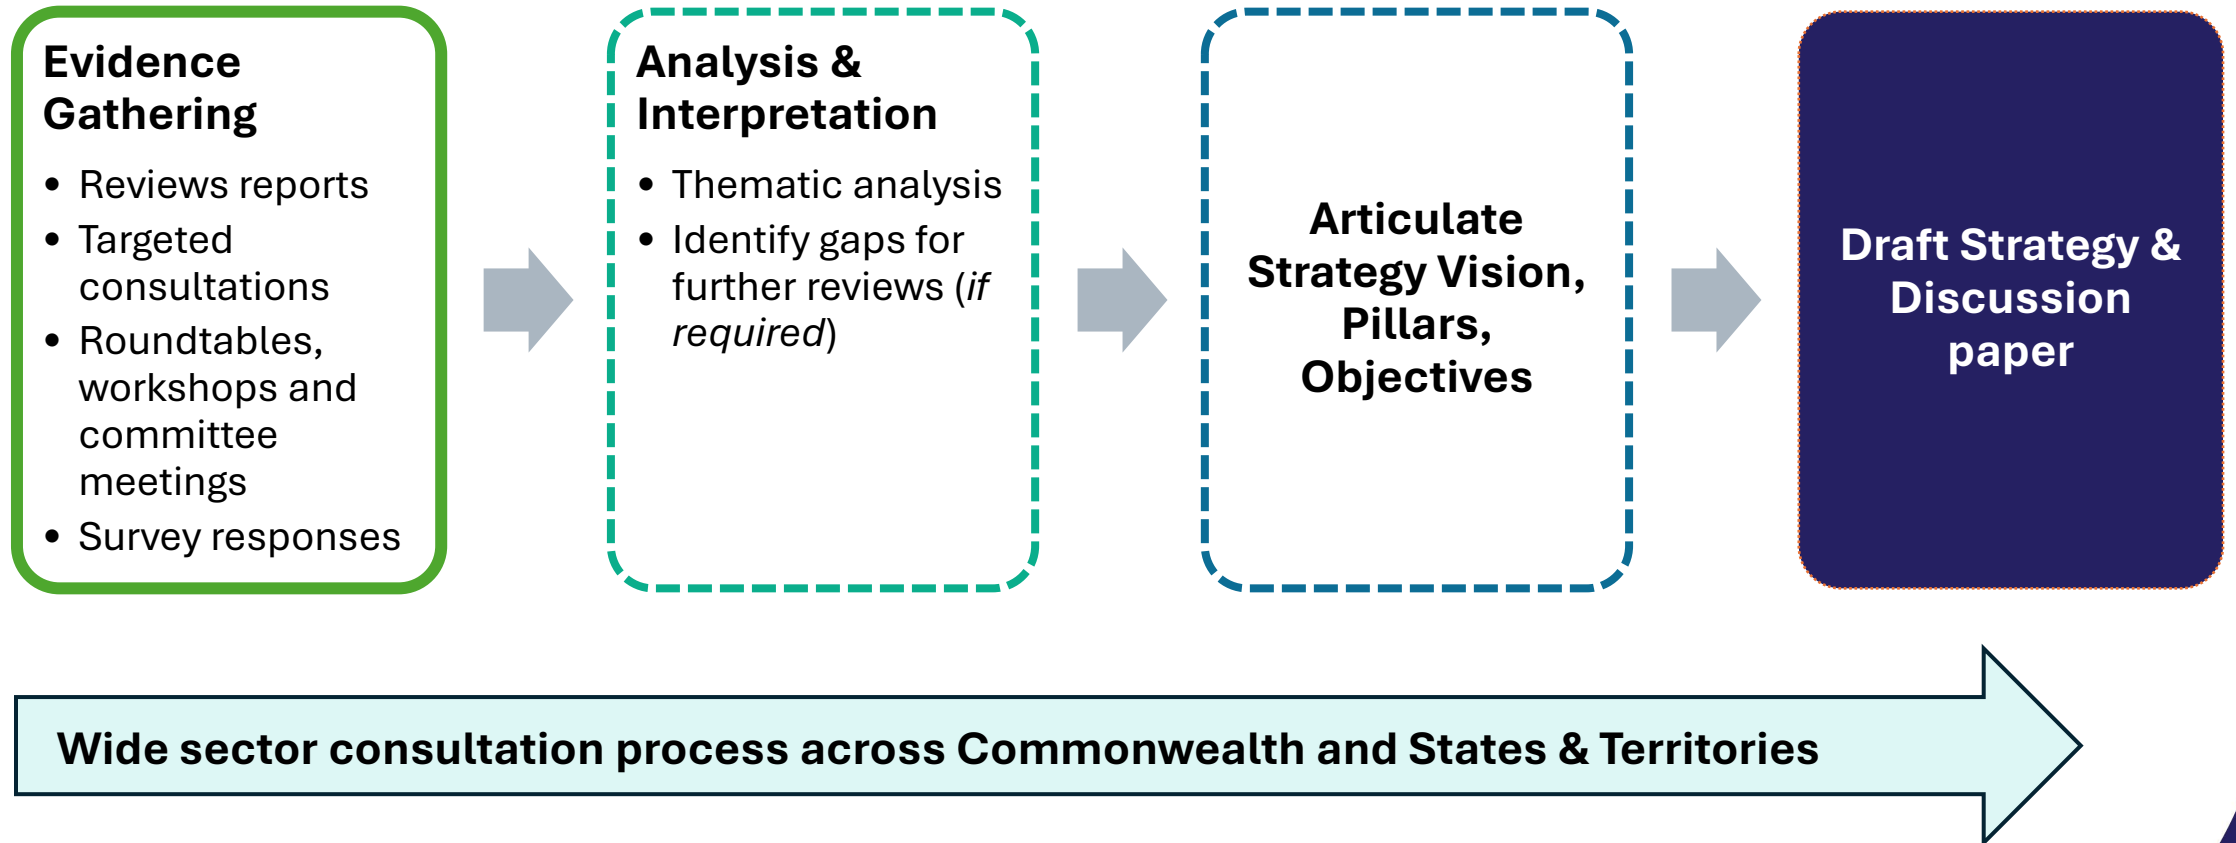 Evidence
Gathering
• Reviews reports
• Targeted
consultations
• Roundtables,
workshops and
committee
meetings
• Survey responses
Analysis &
Interpretation
• Thematic analysis
• Identify gaps for
further reviews (if
required)
Articulate
Strategy Vision,
Pillars,
Objectives
Draft Strategy &
Discussion
paper
Wide sector consultation process across Commonwealth and States & Territories